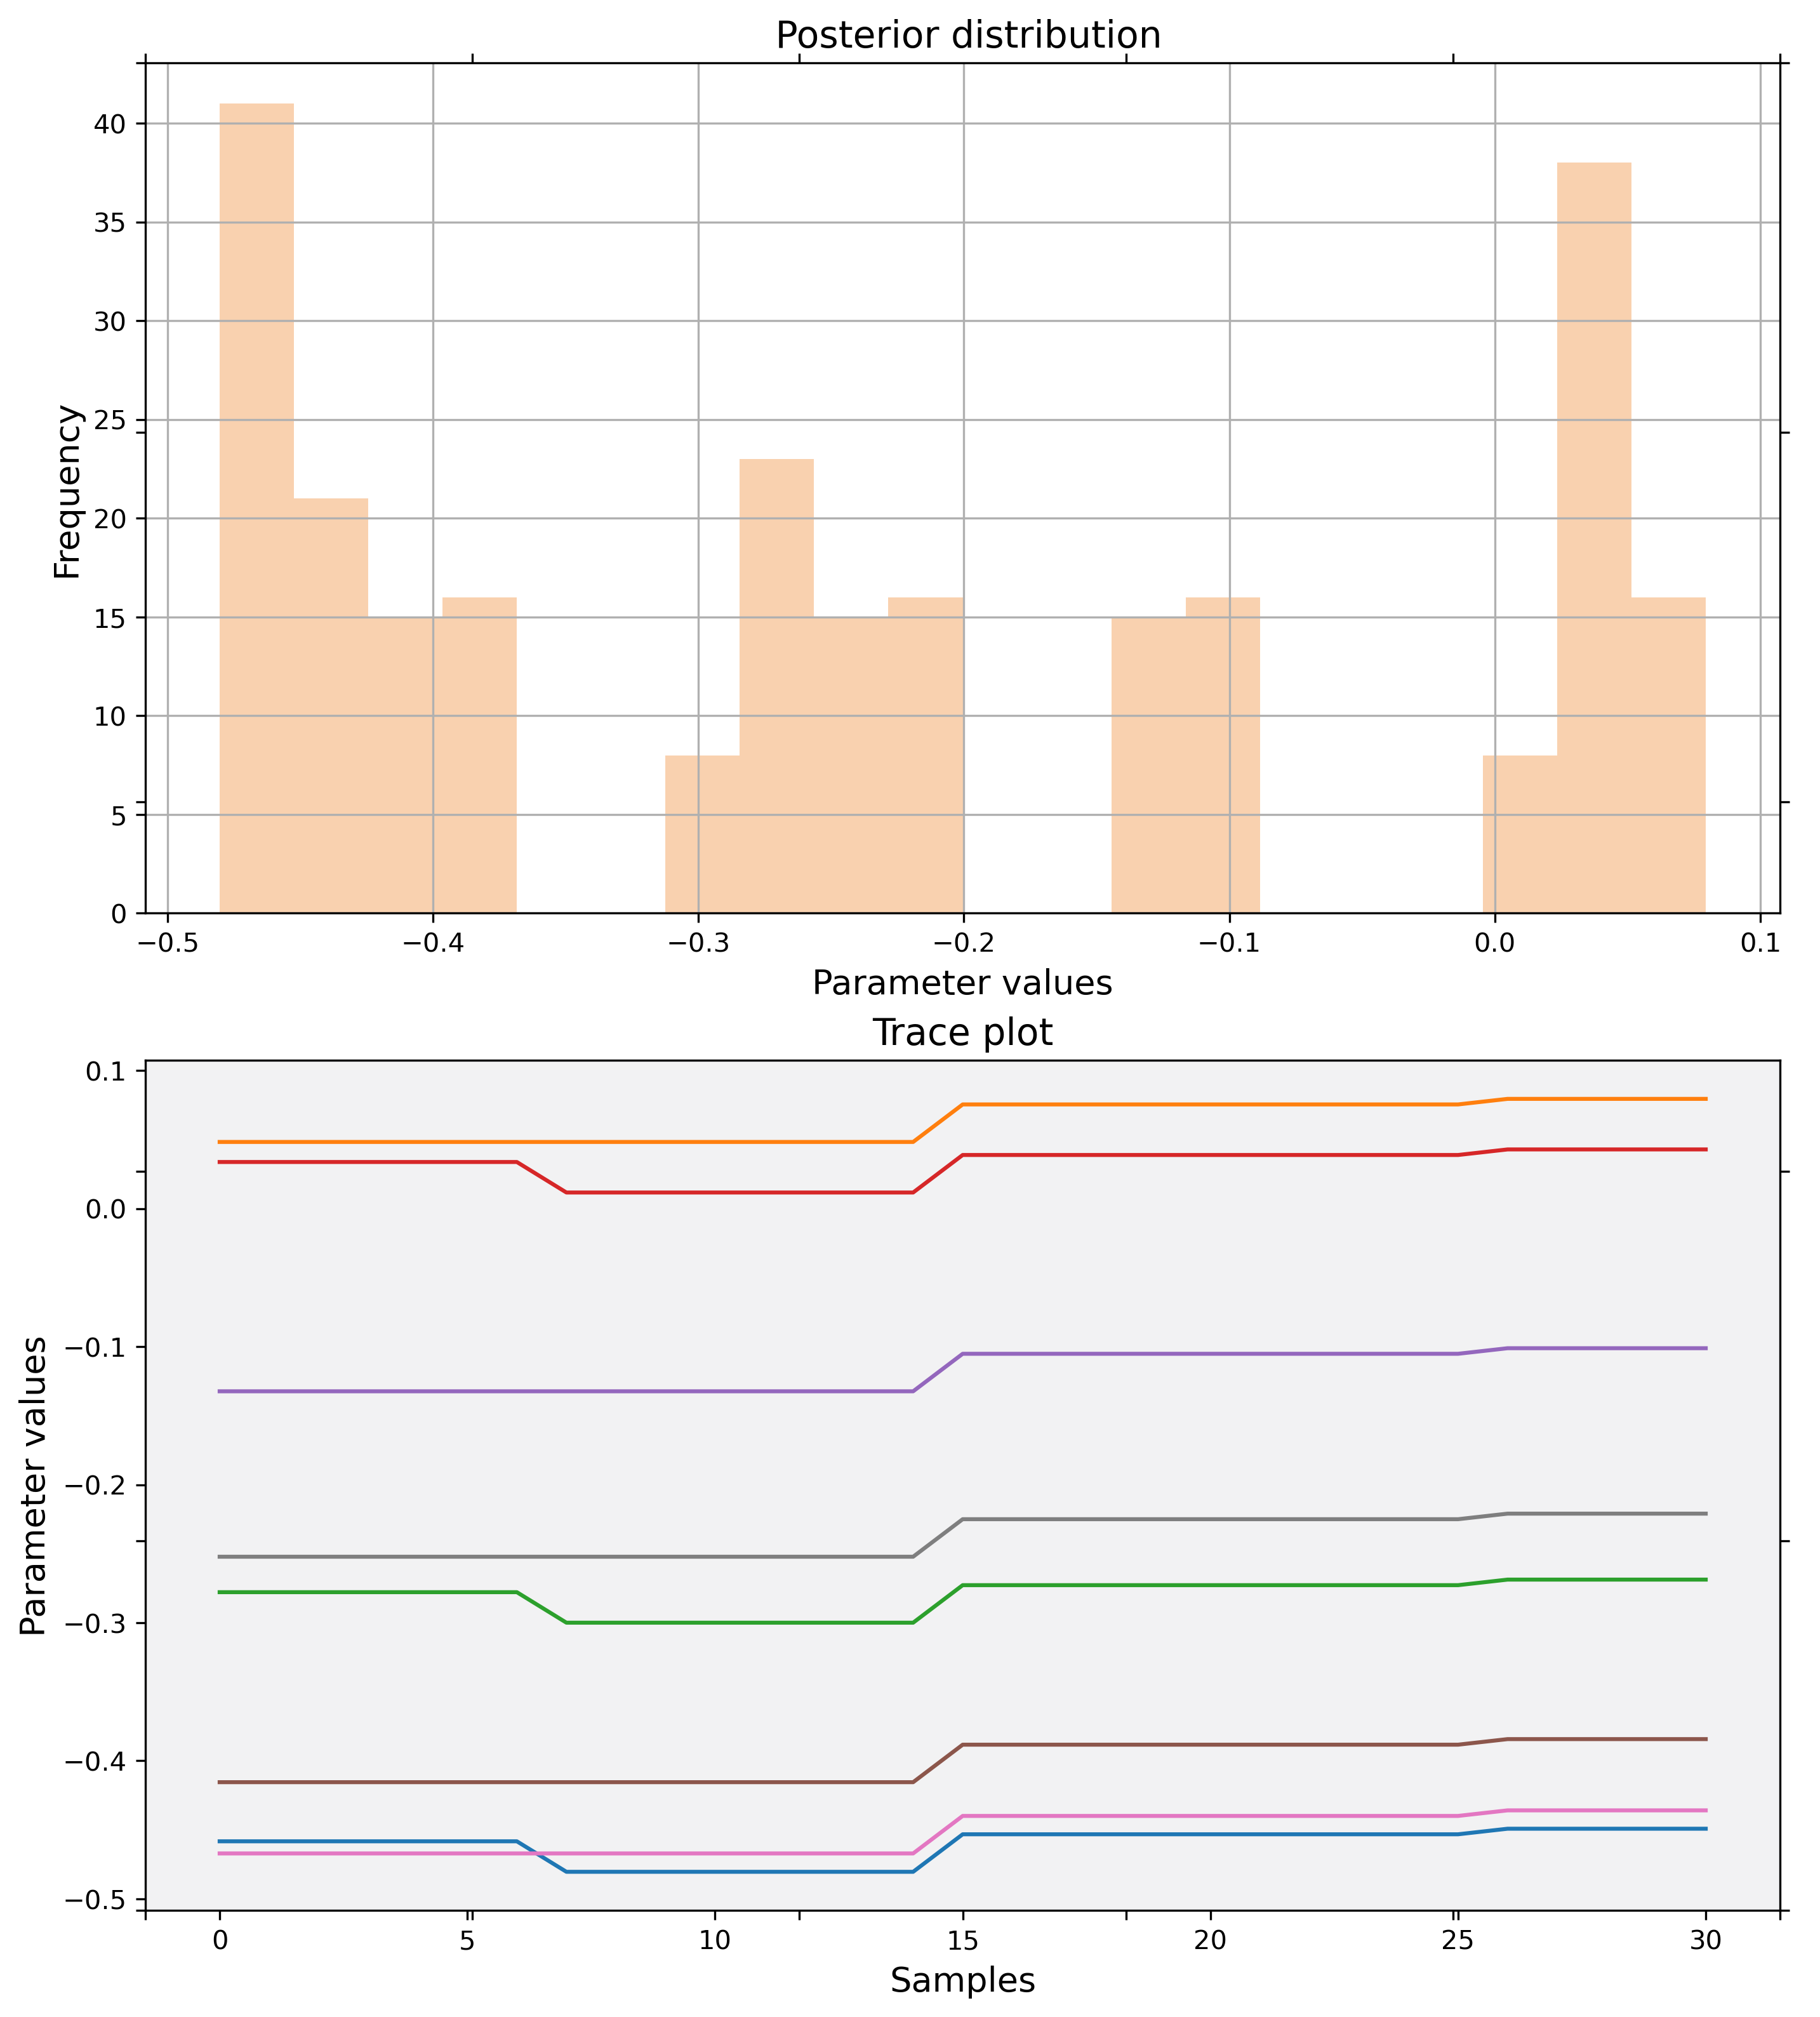 Posterior distribution
40
35
30
25
20
15
10
5
0
Frequency
−0.5 −0.4 −0.3 −0.2 −0.1 0.0 0.1
Parameter values
Trace plot
0.1
0.0
−0.1
−0.2
−0.3
−0.4
−0.5
Parameter values
0 5 10 15 20 25 30
Samples